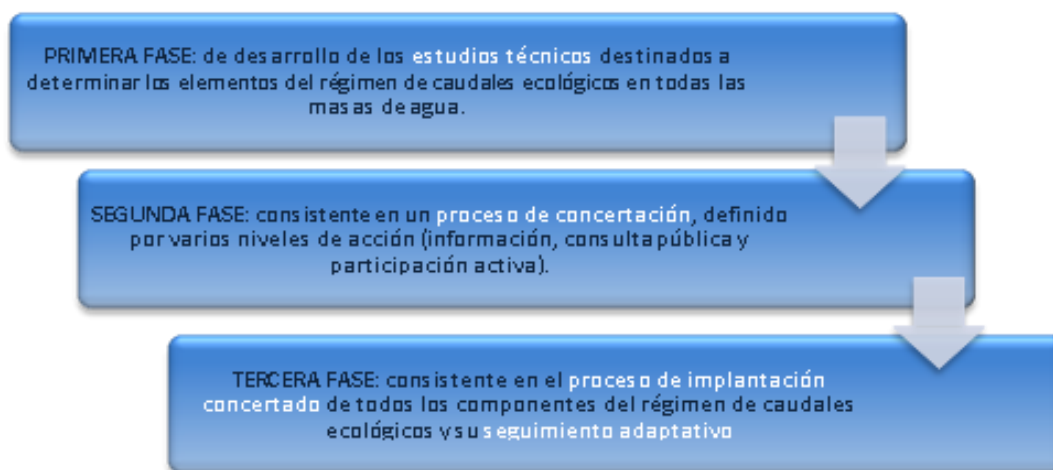 PRIMERA FASE: de desarrollo de los estudios técnicos destinados a
determinar los elementos del régimen de caudales ecológicos en todas las
masas de agua.
SEGUNDA FASE: consistente en un proceso de concertación, definido
por varios niveles de acción (información, consulta pública y
participación activa).
TERCERA FASE: consistente en el proceso de implantación
concertado de todos los componentes del régimen de caudales
ecológicos y su seguimiento adaptativo